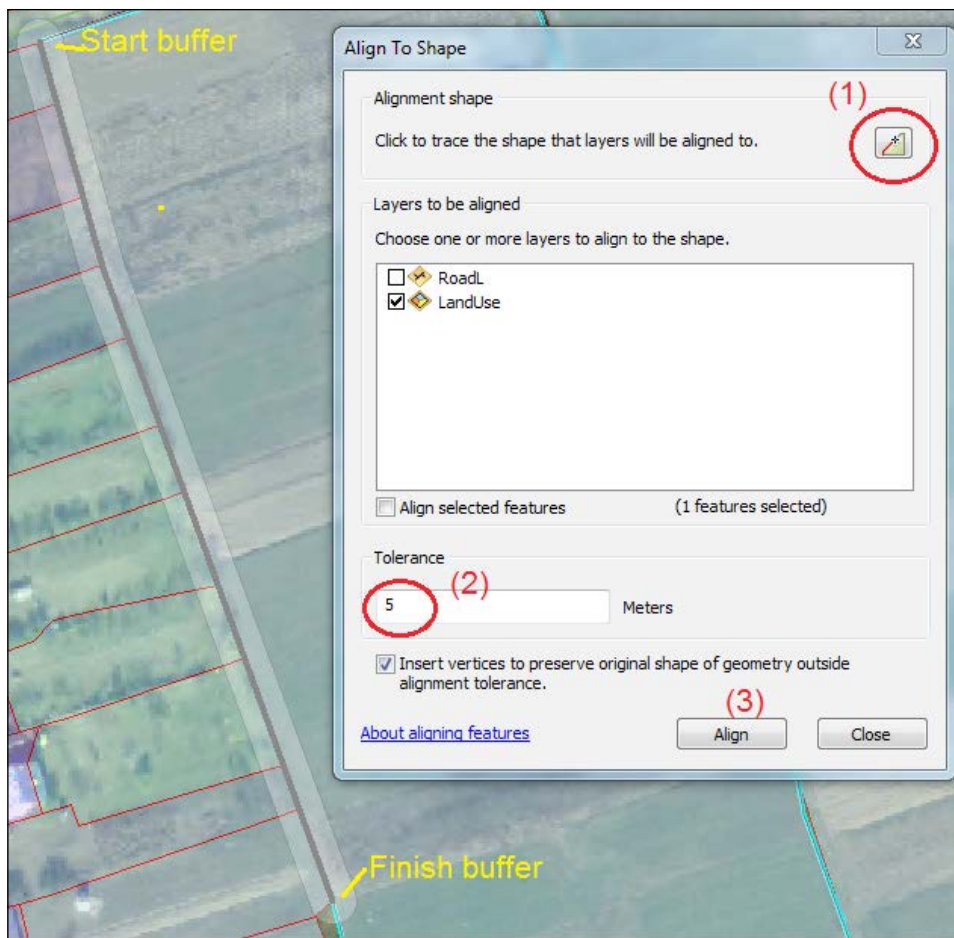 Start buffer
Align To Shape
Alignment shape
(1)
Click to trace the shape that layers will be aligned to.
Layers to be aligned
Choose one or more layers to align to the shape.
RoadL
LandUse
Align selected features
(1 features selected)
Tolerance
5
(2)
Meters
Insert vertices to preserve original shape of geometry outside
alignment tolerance.
(3)
About aligning features
Align
Close
Finish buffer